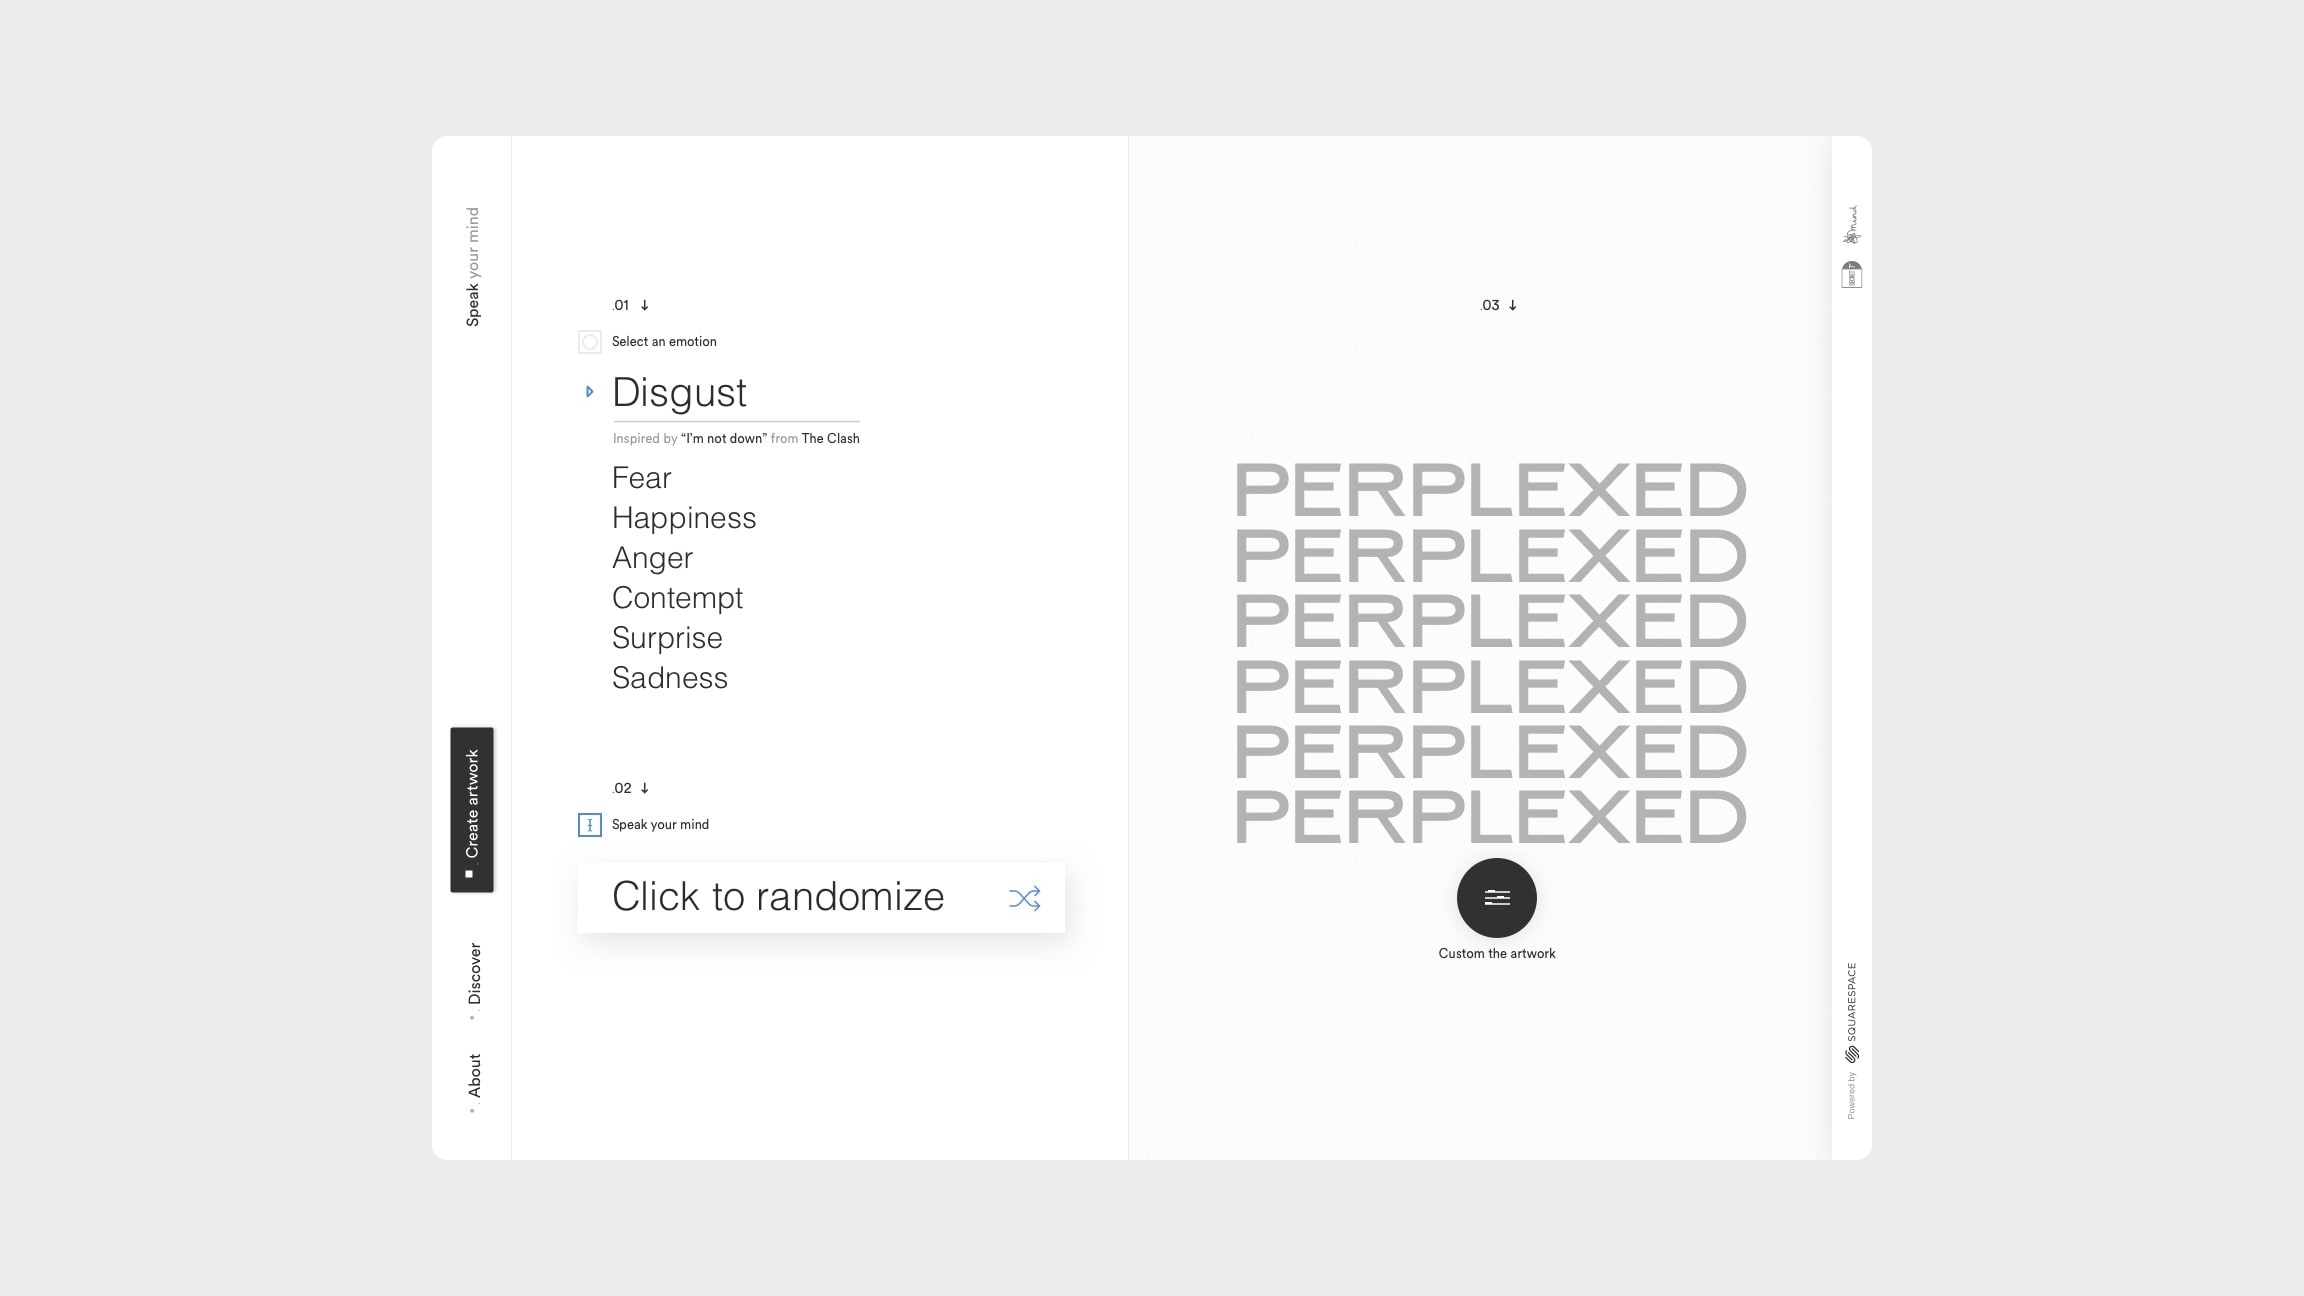 Speak your mind
Create artwork
Discover
About
.01 ↓
Select an emotion
Disgust
Inspired by “I’m not down” from The Clash
Fear
Happiness
Anger
Contempt
Surprise
Sadness
.02 ↓
Speak your mind
Click to randomize
.03 ↓
PERPLEXED
PERPLEXED
PERPLEXED
PERPLEXED
PERPLEXED
PERPLEXED
Custom the artwork
mind
SECRET
Powered by SQUARESPACE